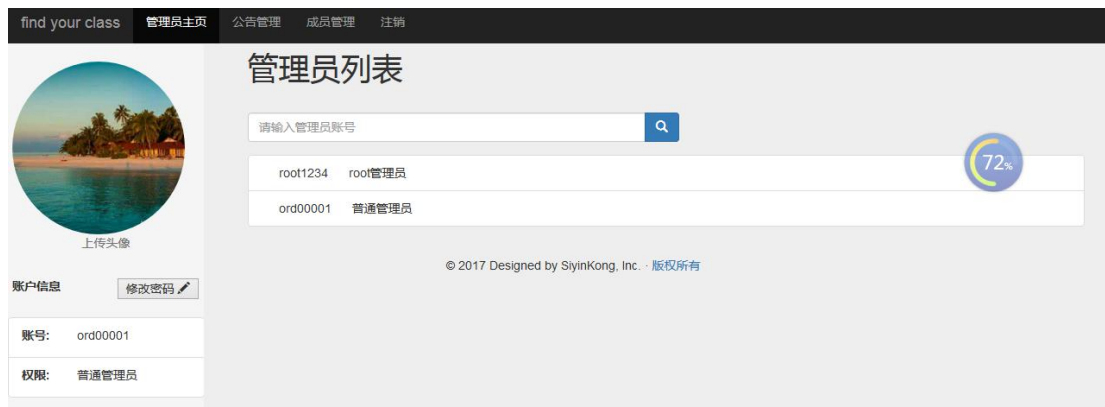 find your class 管理员主页 公告管理 成员管理 注销
管理员列表
请输入管理员账号
root1234 root管理员
72%
ord00001 普通管理员
上传头像
© 2017 Designed by SiyinKong, Inc. · 版权所有
账户信息 修改密码
账号: ord00001
权限: 普通管理员